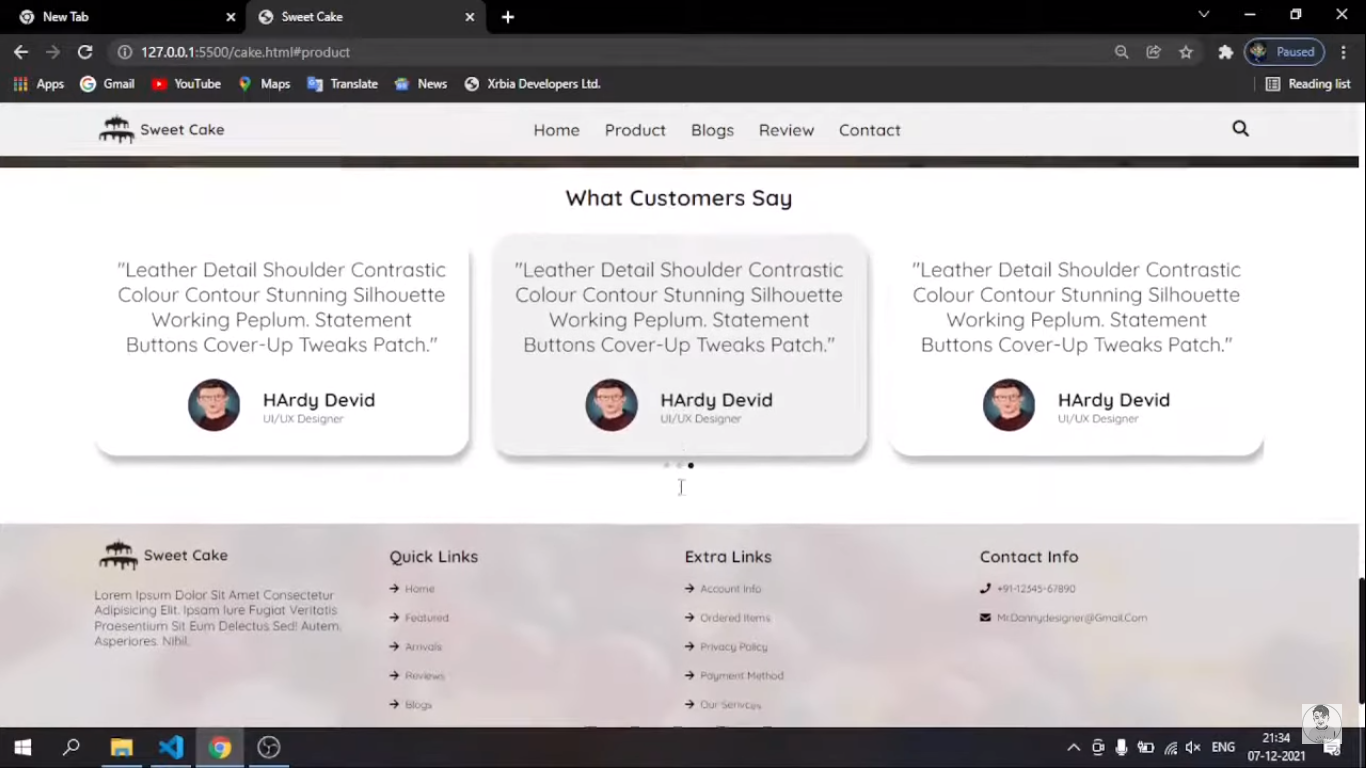 New Tab
Sweet Cake
127.0.0.1:5500/cake.html#product
Paused
Apps
Gmail
YouTube
Maps
Translate
News
Xrbia Developers Ltd.
Reading list
Sweet Cake
Home
Product
Blogs
Review
Contact
What Customers Say
"Leather Detail Shoulder Contrastic
Colour Contour Stunning Silhouette
Working Peplum. Statement
Buttons Cover-Up Tweaks Patch."
HArdy Devid
UI/UX Designer
"Leather Detail Shoulder Contrastic
Colour Contour Stunning Silhouette
Working Peplum. Statement
Buttons Cover-Up Tweaks Patch."
HArdy Devid
UI/UX Designer
"Leather Detail Shoulder Contrastic
Colour Contour Stunning Silhouette
Working Peplum. Statement
Buttons Cover-Up Tweaks Patch."
HArdy Devid
UI/UX Designer
Sweet Cake
Lorem Ipsum Dolor Sit Amet Consectetur
Adipisicing Elit. Ipsam Iure Fugiat Veritatis
Praesentium Sit Eum Delectus Sed! Autem,
Asperiores. Nihil.
Quick Links
Home
Featured
Arrivals
Reviews
Blogs
Extra Links
Account Info
Ordered Items
Privacy Policy
Payment Method
Our Serivces
Contact Info
+91-12345-67890
Mr.Dannydesigner@Gmail.Com
ENG
21:34
07-12-2021